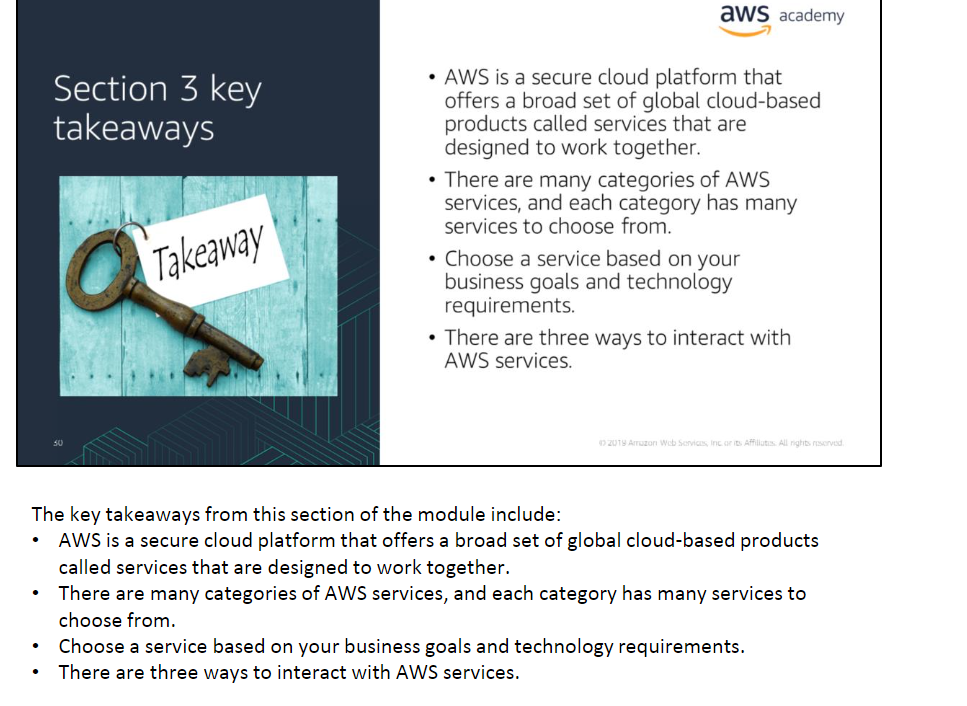 aws academy
Section 3 key
takeaways
Takeaway
• AWS is a secure cloud platform that
offers a broad set of global cloud-based
products called services that are
designed to work together.
• There are many categories of AWS
services, and each category has many
services to choose from.
• Choose a service based on your
business goals and technology
requirements.
• There are three ways to interact with
AWS services.
30
© 2019 Amazon Web Services, Inc. or its Affiliates. All rights reserved.
The key takeaways from this section of the module include:
• AWS is a secure cloud platform that offers a broad set of global cloud-based products
called services that are designed to work together.
• There are many categories of AWS services, and each category has many services to
choose from.
• Choose a service based on your business goals and technology requirements.
• There are three ways to interact with AWS services.